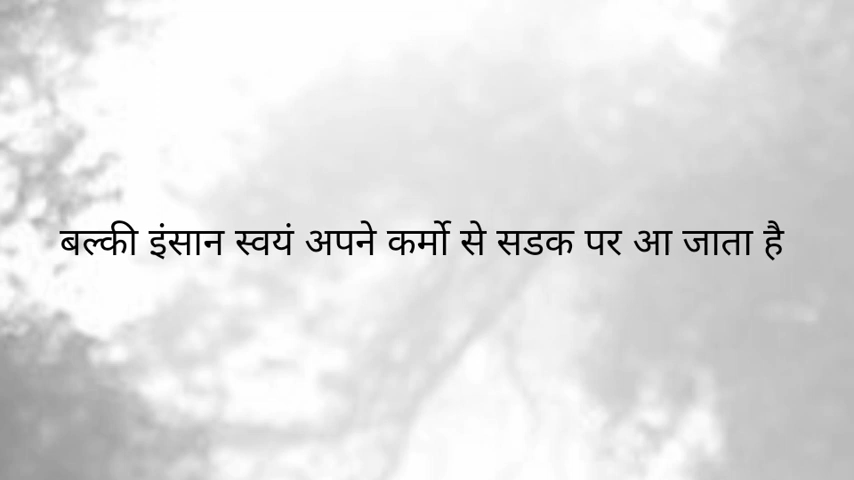 बल्की इंसान स्वयं अपने कर्मो से सडक पर आ जाता है